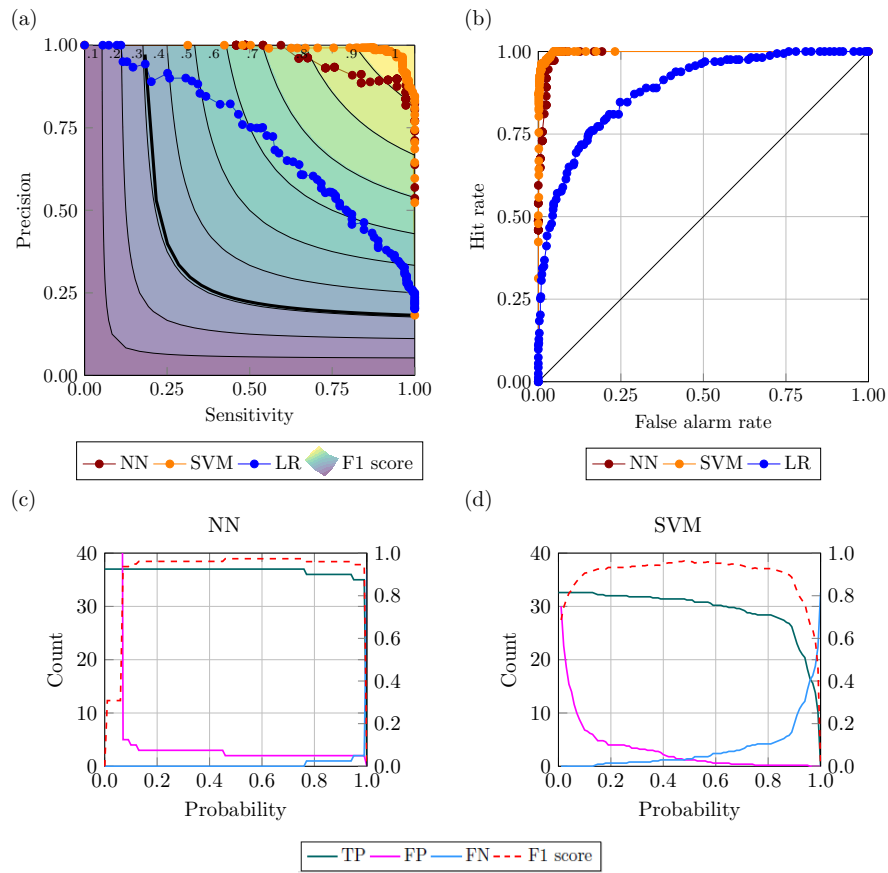 (a)
(b)
1.00
.1 .2 .3 .4 .5 .6 .7 .8 .9 1
0.75
0.50
0.25
0.00
Precision
0.00 0.25 0.50 0.75 1.00
Sensitivity
NN SVM LR F1 score
1.00
0.75
0.50
0.25
0.00
Hit rate
0.00 0.25 0.50 0.75 1.00
False alarm rate
NN SVM LR
(c)
(d)
NN
40
30
20
10
0
Count
1.0
0.8
0.6
0.4
0.2
0.0
0.0 0.2 0.4 0.6 0.8 1.0
Probability
SVM
40
30
20
10
0
Count
1.0
0.8
0.6
0.4
0.2
0.0
0.0 0.2 0.4 0.6 0.8 1.0
Probability
TP FP FN F1 score